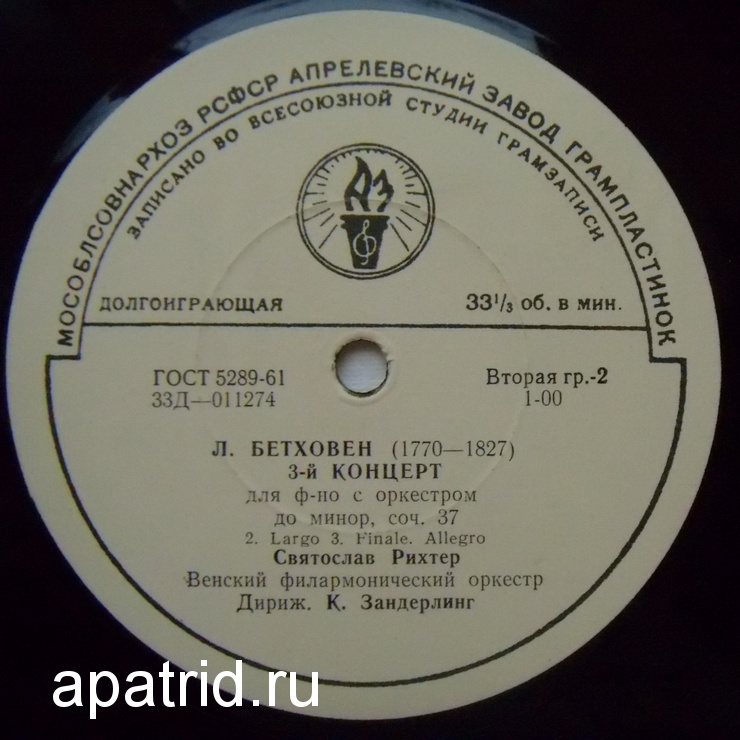 МОСОБЛСОВНАРХОЗ РСФСР АПРЕЛЕВСКИЙ ЗАВОД ГРАМПЛАСТИНОК
ЗАПИСАНО ВО ВСЕСОЮЗНОЙ СТУДИИ ГРАМЗАПИСИ
АЗ
ДОЛГОИГРАЮЩАЯ 33 1/3 об. в мин.
ГОСТ 5289-61 Вторая гр.-2
33Д—011274 1-00
Л. БЕТХОВЕН (1770—1827)
3-й КОНЦЕРТ
для ф-но с оркестром
до минор, соч. 37
2. Largo 3. Finale. Allegro
Святослав Рихтер
Венский филармонический оркестр
Дириж. К. Зандерлинг
apatrid.ru